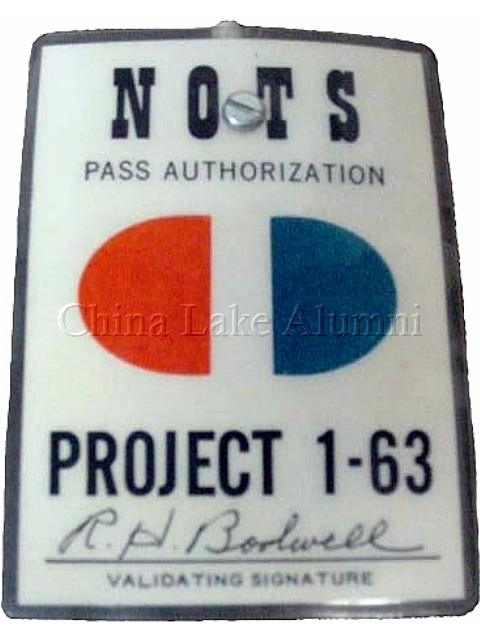 NOTS
PASS AUTHORIZATION
China Lake Alumni
PROJECT 1-63
R. H. Bodwell
VALIDATING SIGNATURE